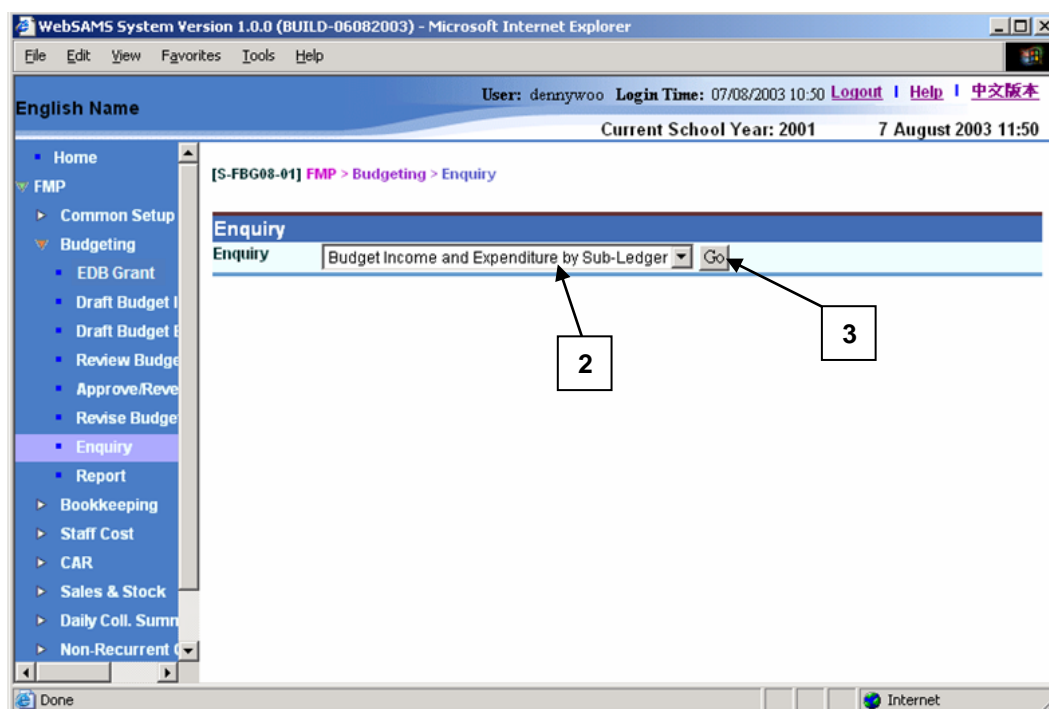 WebSAMS System Version 1.0.0 (BUILD-06082003) - Microsoft Internet Explorer
File Edit View Favorites Tools Help
English Name
User: dennywoo Login Time: 07/08/2003 10:50 Logout | Help | 中文版本
Current School Year: 2001 7 August 2003 11:50
Home
FMP
Common Setup
Budgeting
EDB Grant
Draft Budget I
Draft Budget E
Review Budge
Approve/Reve
Revise Budge
Enquiry
Report
Bookkeeping
Staff Cost
CAR
Sales & Stock
Daily Coll. Summ
Non-Recurrent
[S-FBG08-01] FMP > Budgeting > Enquiry
Enquiry
Enquiry Budget Income and Expenditure by Sub-Ledger Go
2
3
Done Internet